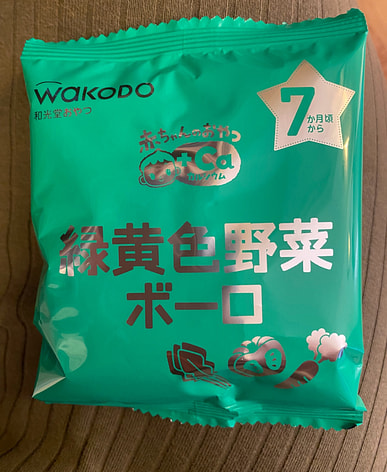 WAKODO
和光堂おやつ
7
か月頃
から
赤ちゃんのおやつ
+Ca
カルシウム
緑黄色野菜
ボーロ